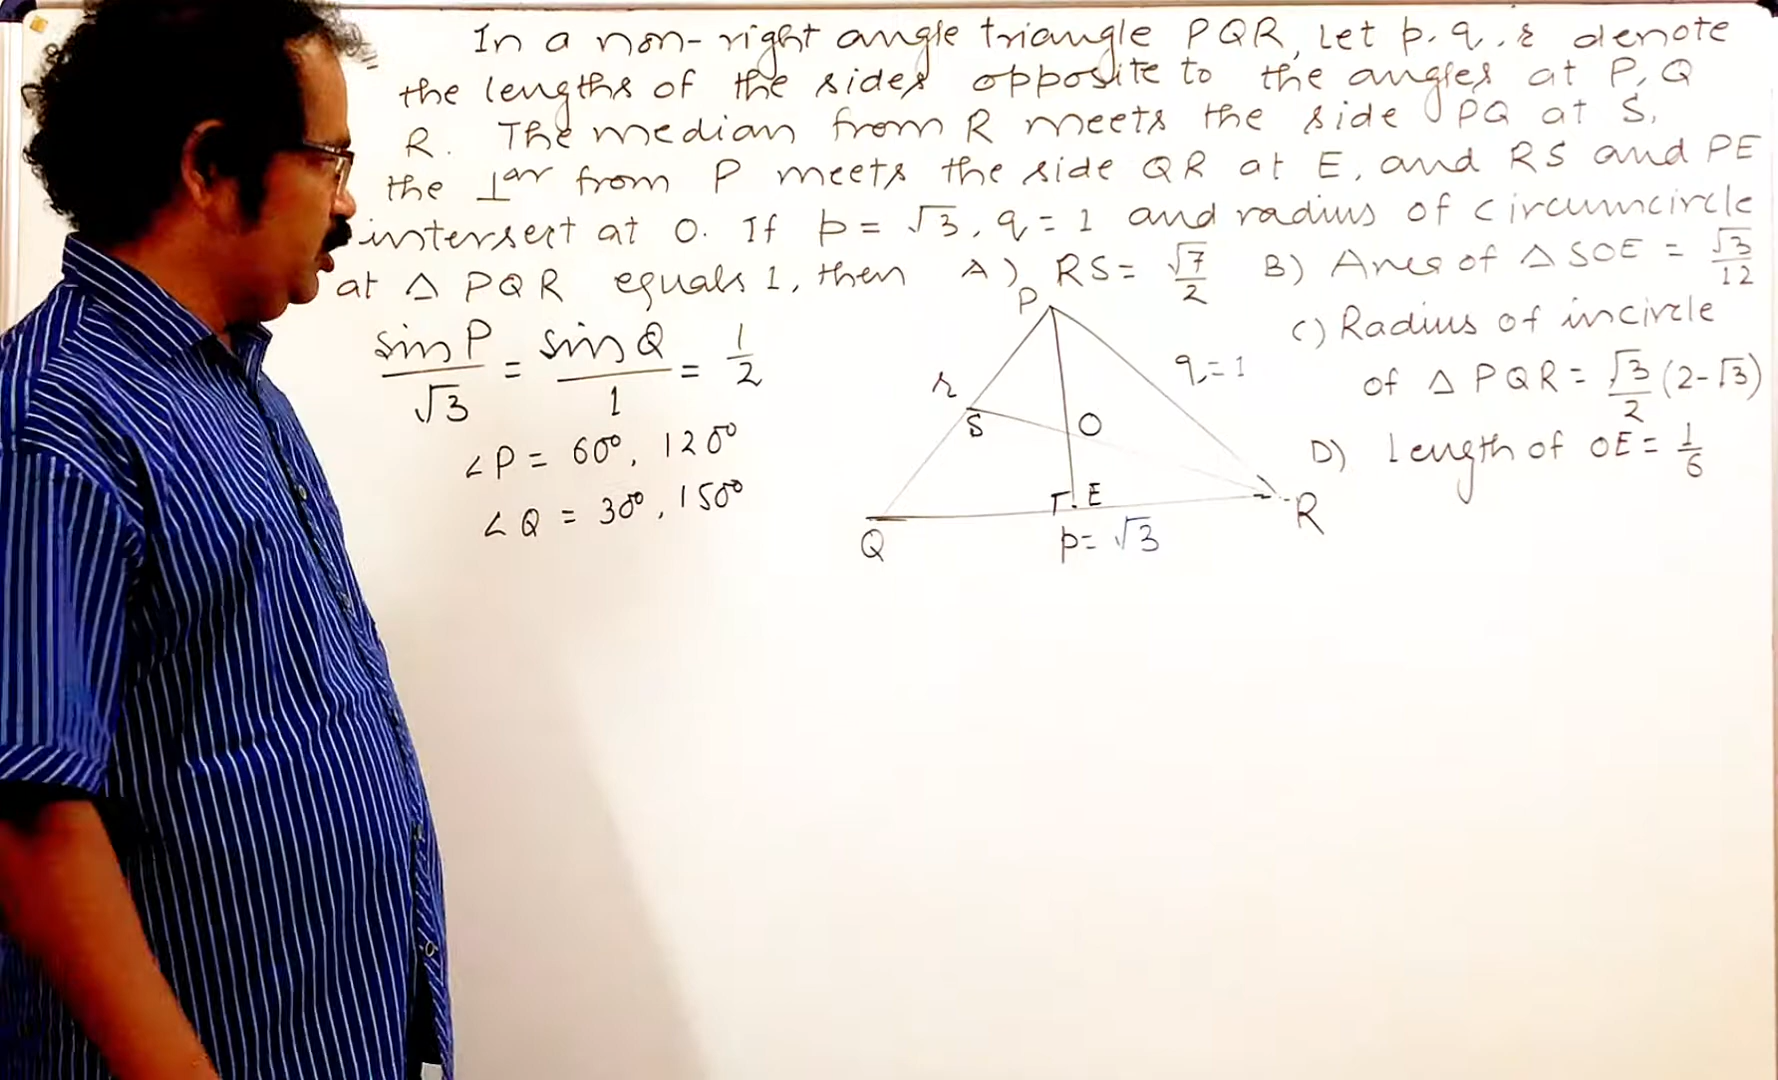 In a non-right angle triangle PQR, Let p, q, r denote
the lengths of the sides opposite to the angles at P, Q
R. The median from R meets the side PQ at S,
the ⊥ar from P meets the side QR at E, and RS and PE
intersect at O. If p = √3, q = 1 and radius of circumcircle
at Δ PQR equals 1, then A) RS = √7/2 B) Area of Δ SOE = √3/12
C) Radius of incircle
of Δ PQR = √3/2 (2-√3)
D) Length of OE = 1/6
sin P/√3 = sin Q/1 = 1/2
∠P = 60°, 120°
∠Q = 30°, 150°
P
r
q = 1
S
O
E
Q
R
p = √3